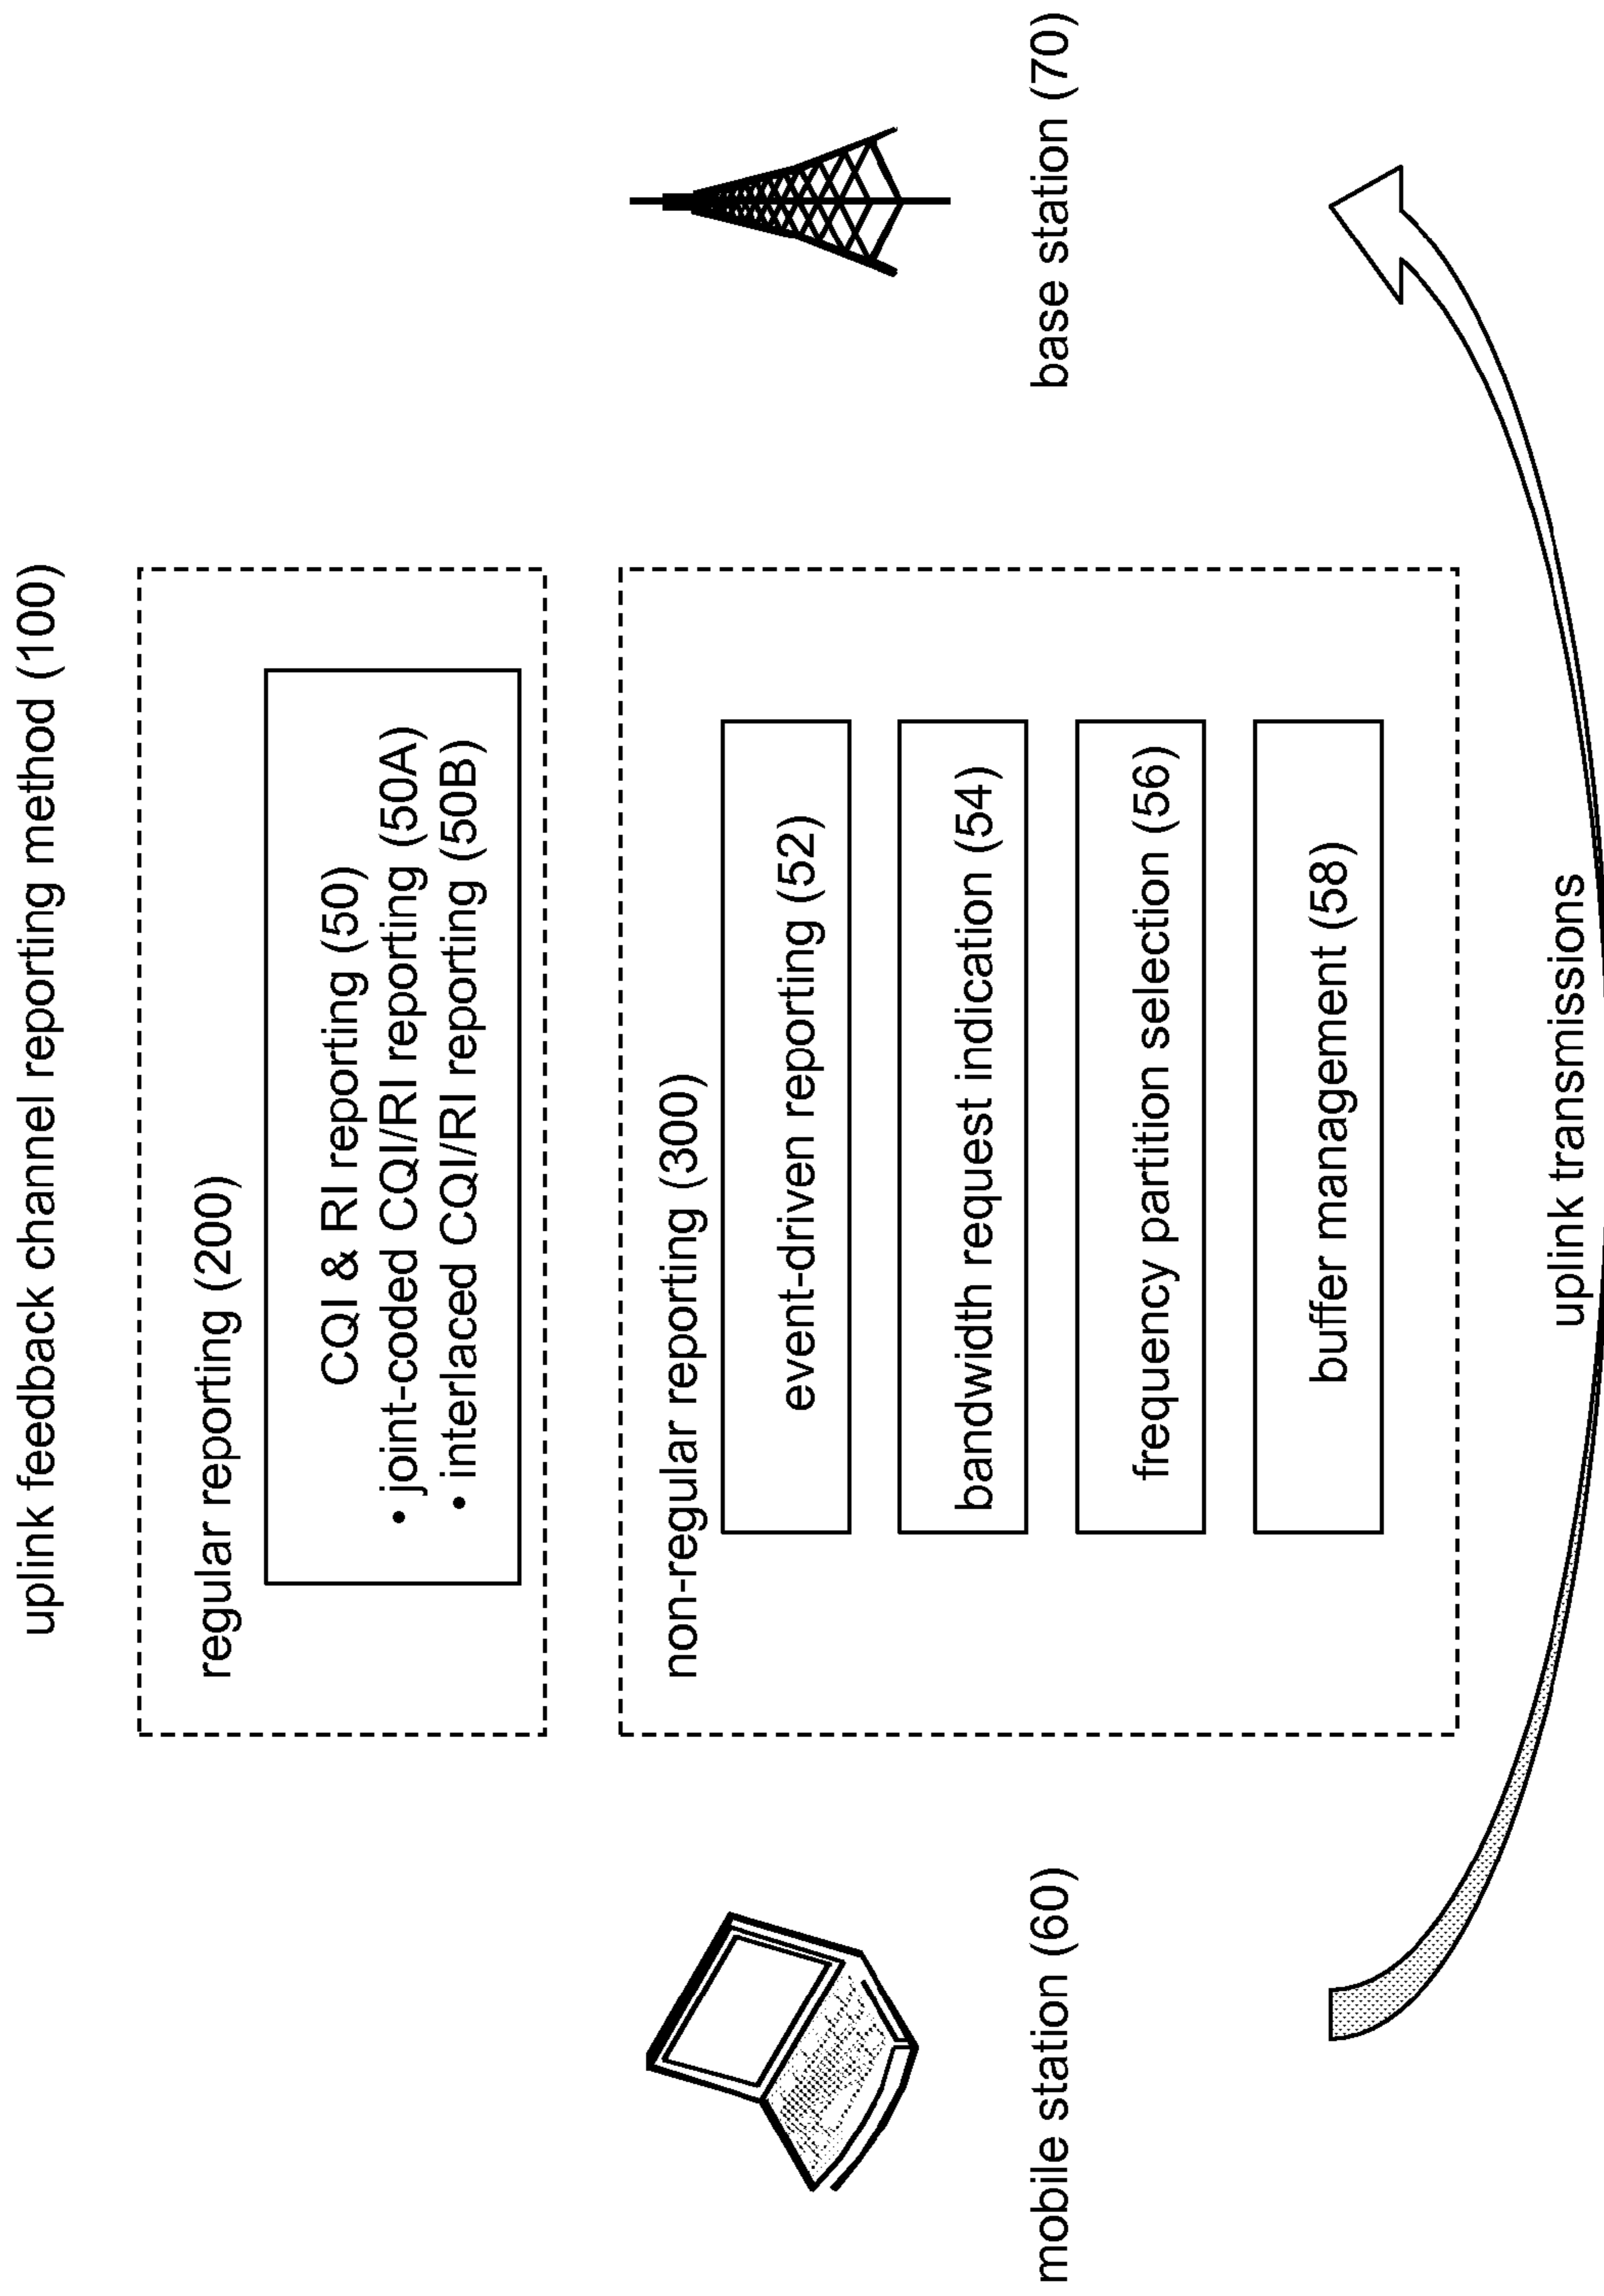 uplink feedback channel reporting method (100)
regular reporting (200)
CQI & RI reporting (50)
• joint-coded CQI/RI reporting (50A)
• interlaced CQI/RI reporting (50B)
non-regular reporting (300)
event-driven reporting (52)
bandwidth request indication (54)
frequency partition selection (56)
buffer management (58)
mobile station (60)
base station (70)
uplink transmissions